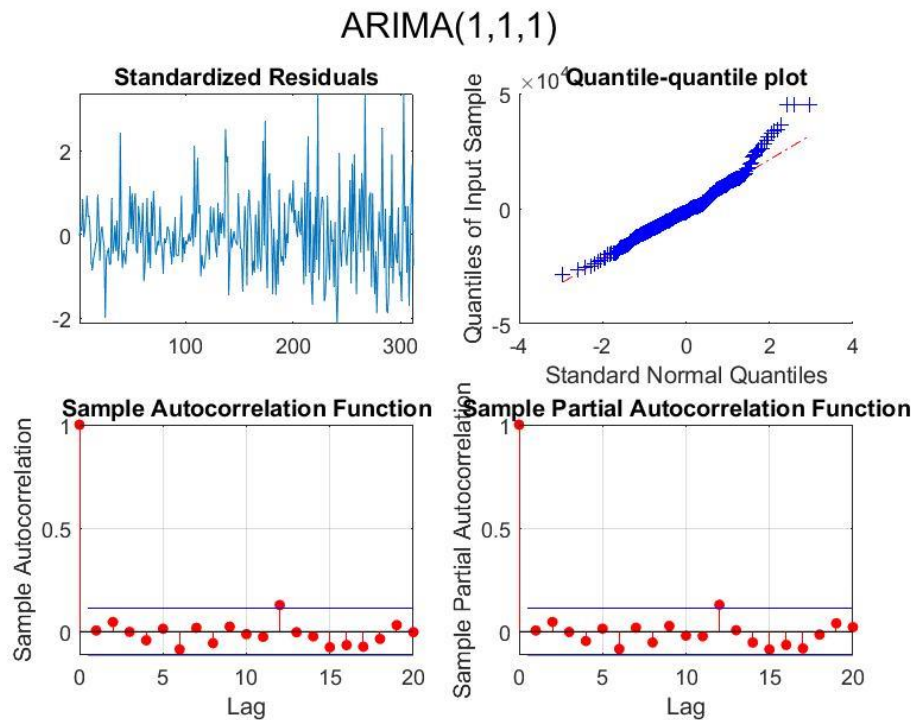 ARIMA(1,1,1)
Standardized Residuals
2
0
-2
100
200
300
Quantile-quantile plot
×10^4
Quantiles of Input Sample
5
0
-5
-4
-2
0
2
4
Standard Normal Quantiles
Sample Autocorrelation Function
Sample Autocorrelation
1
0.5
0
0
5
10
15
20
Lag
Sample Partial Autocorrelation Function
Sample Partial Autocorrelation
1
0.5
0
0
5
10
15
20
Lag